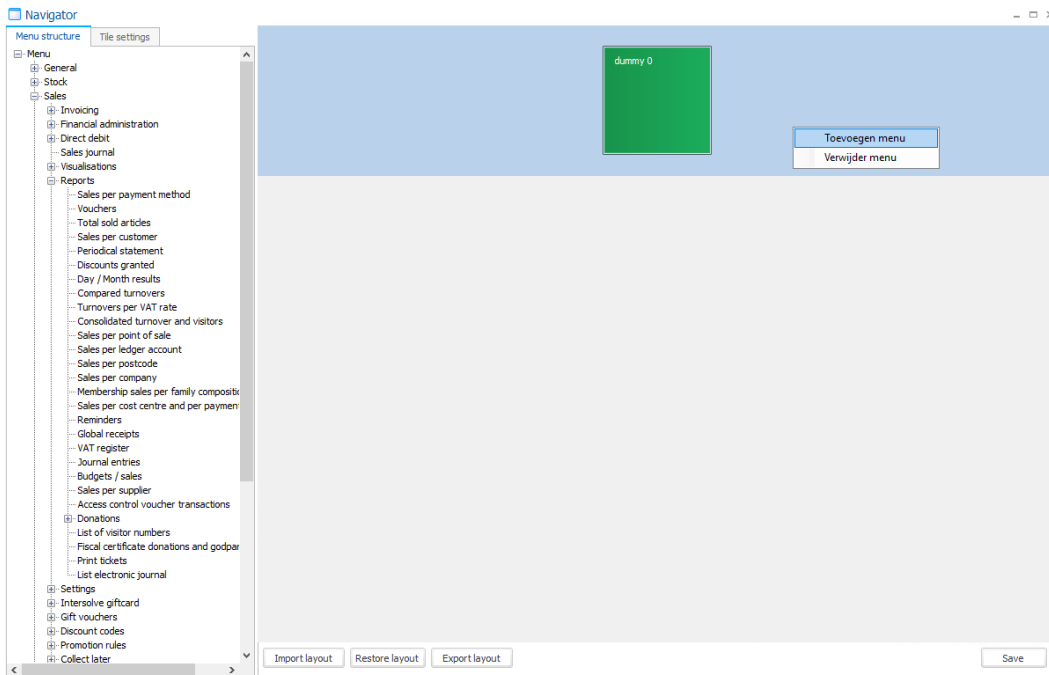 Navigator
Menu structure
Tile settings
Menu
General
Stock
Sales
Invoicing
Financial administration
Direct debit
Sales journal
Visualisations
Reports
Sales per payment method
Vouchers
Total sold articles
Sales per customer
Periodical statement
Discounts granted
Day / Month results
Compared turnovers
Turnovers per VAT rate
Consolidated turnover and visitors
Sales per point of sale
Sales per ledger account
Sales per postcode
Sales per company
Membership sales per family compositio
Sales per cost centre and per payment
Reminders
Global receipts
VAT register
Journal entries
Budgets / sales
Sales per supplier
Access control voucher transactions
Donations
List of visitor numbers
Fiscal certificate donations and godpar
Print tickets
List electronic journal
Settings
Intersolve giftcard
Gift vouchers
Discount codes
Promotion rules
Collect later
dummy 0
Toevoegen menu
Verwijder menu
Import layout
Restore layout
Export layout
Save